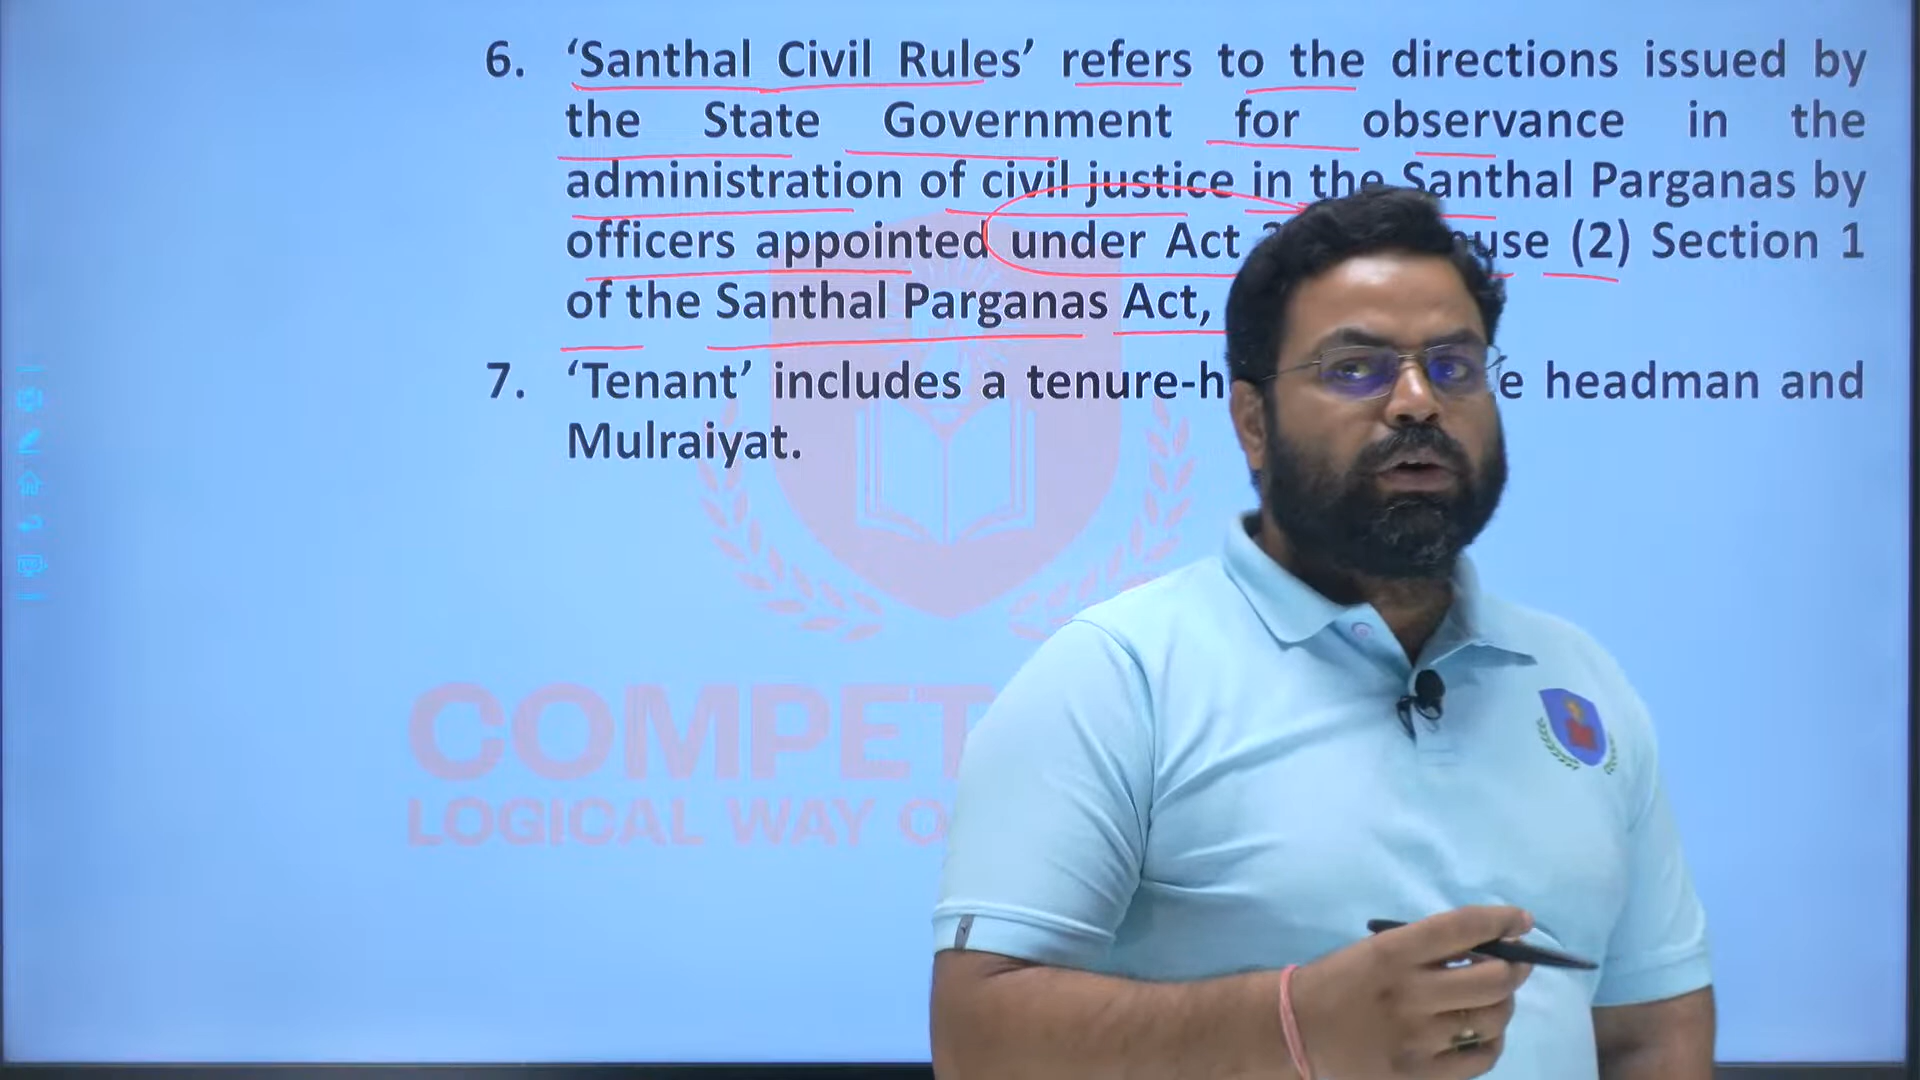 6. ‘Santhal Civil Rules’ refers to the directions issued by
the State Government for observance in the
administration of civil justice in the Santhal Parganas by
officers appointed under Act (2) Section 1
of the Santhal Parganas Act,
7. ‘Tenant’ includes a headman and
Mulraiyat.
LOGICAL WAY